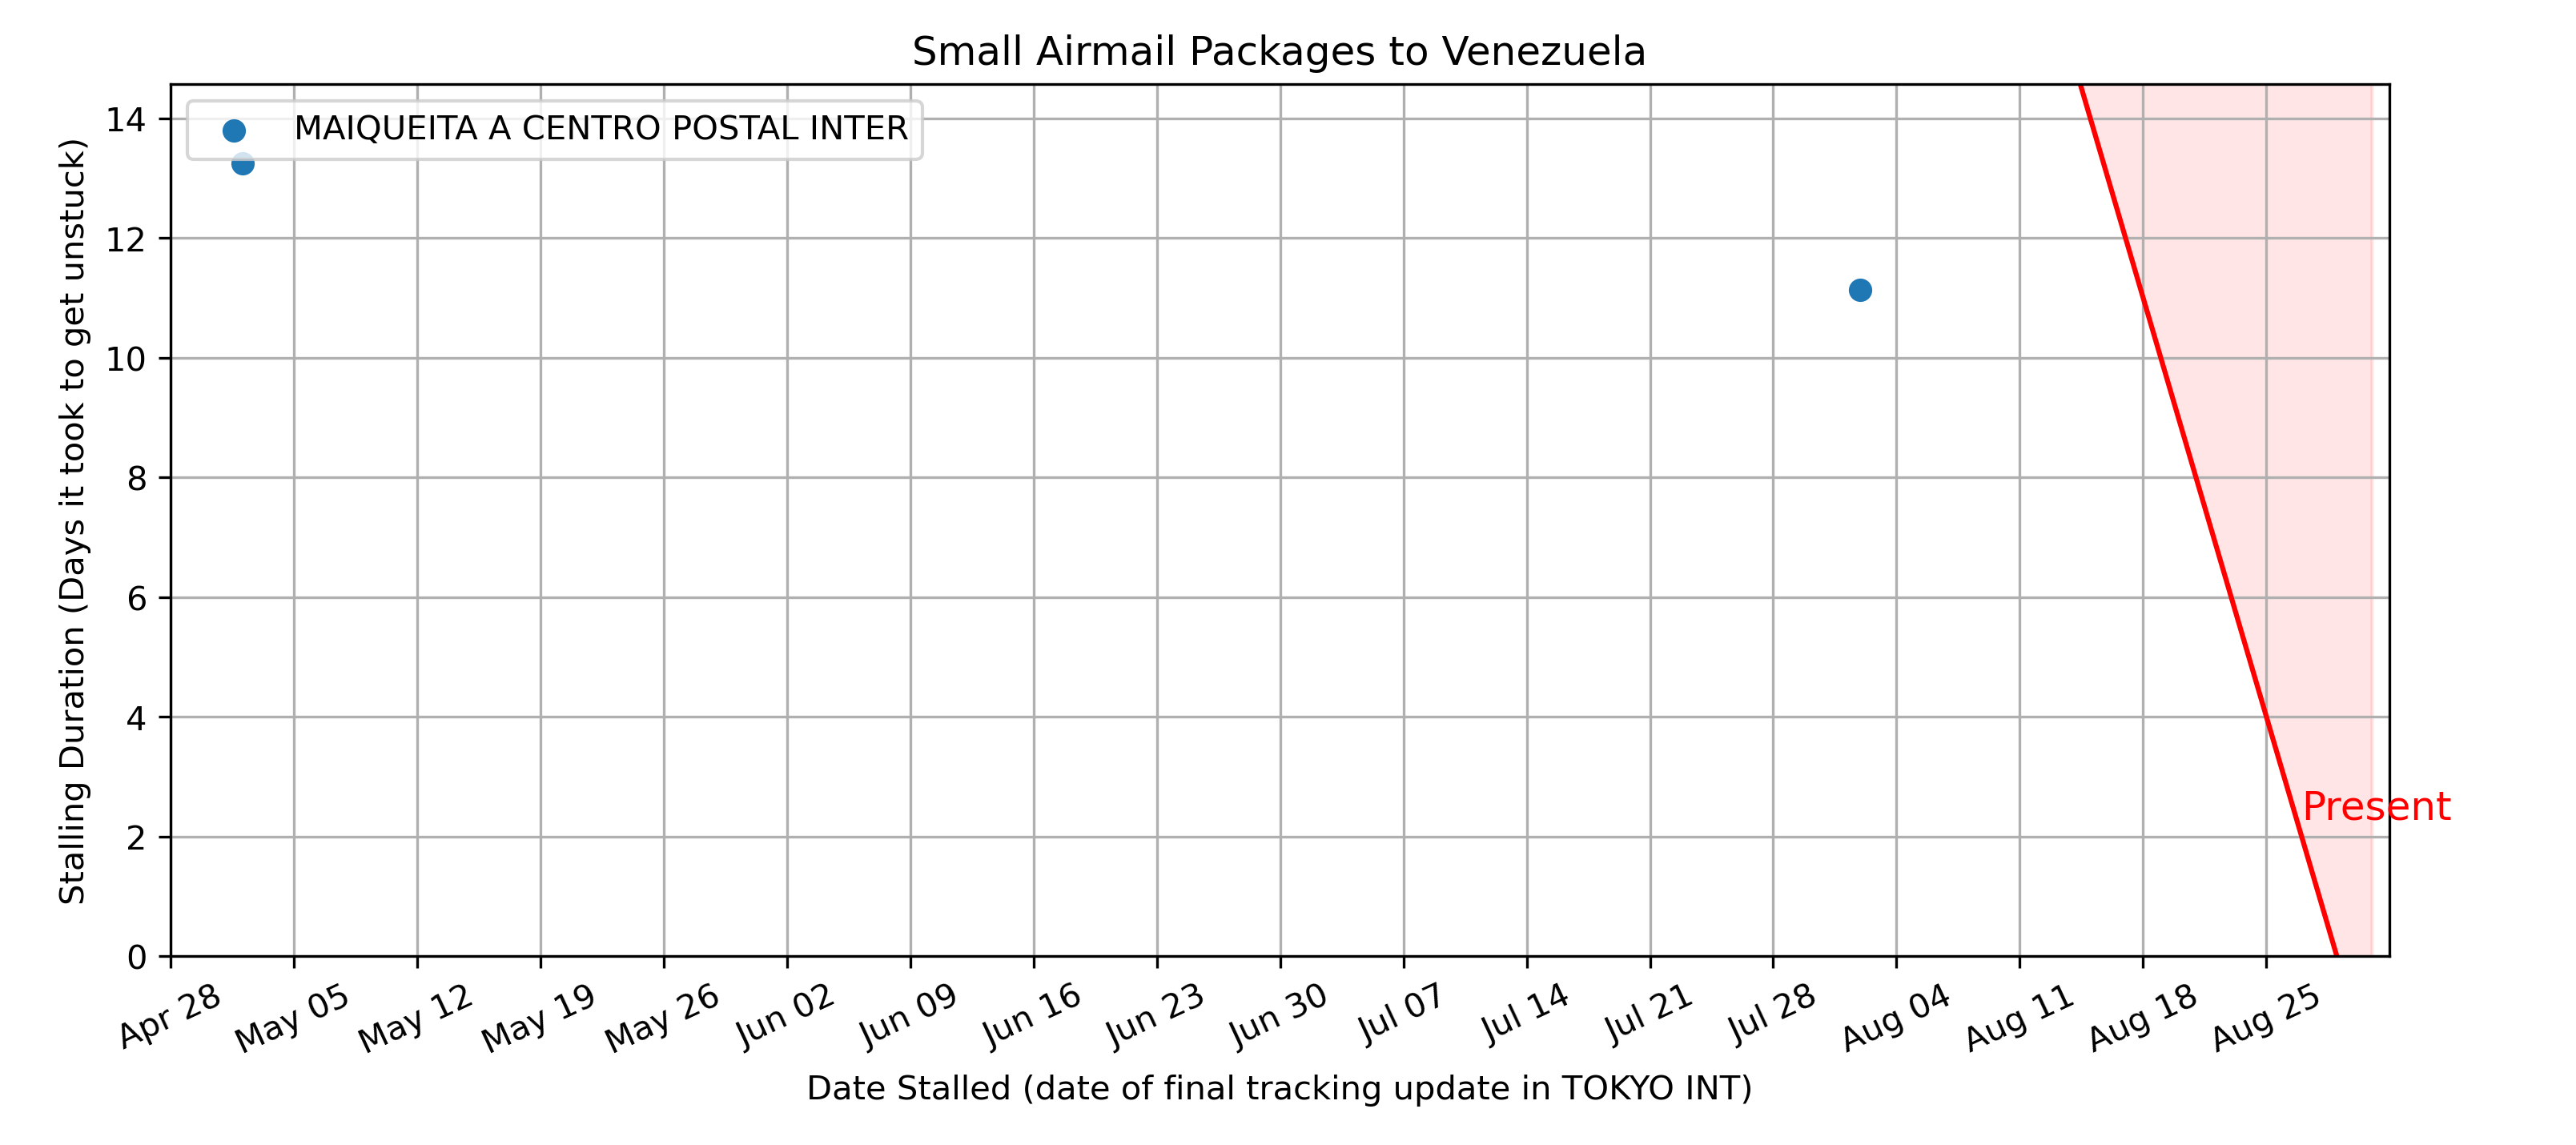 Small Airmail Packages to Venezuela
MAIQUEITA A CENTRO POSTAL INTER
Stalling Duration (Days it took to get unstuck)
14
12
10
8
6
4
2
0
Present
Apr 28
May 05
May 12
May 19
May 26
Jun 02
Jun 09
Jun 16
Jun 23
Jun 30
Jul 07
Jul 14
Jul 21
Jul 28
Aug 04
Aug 11
Aug 18
Aug 25
Date Stalled (date of final tracking update in TOKYO INT)